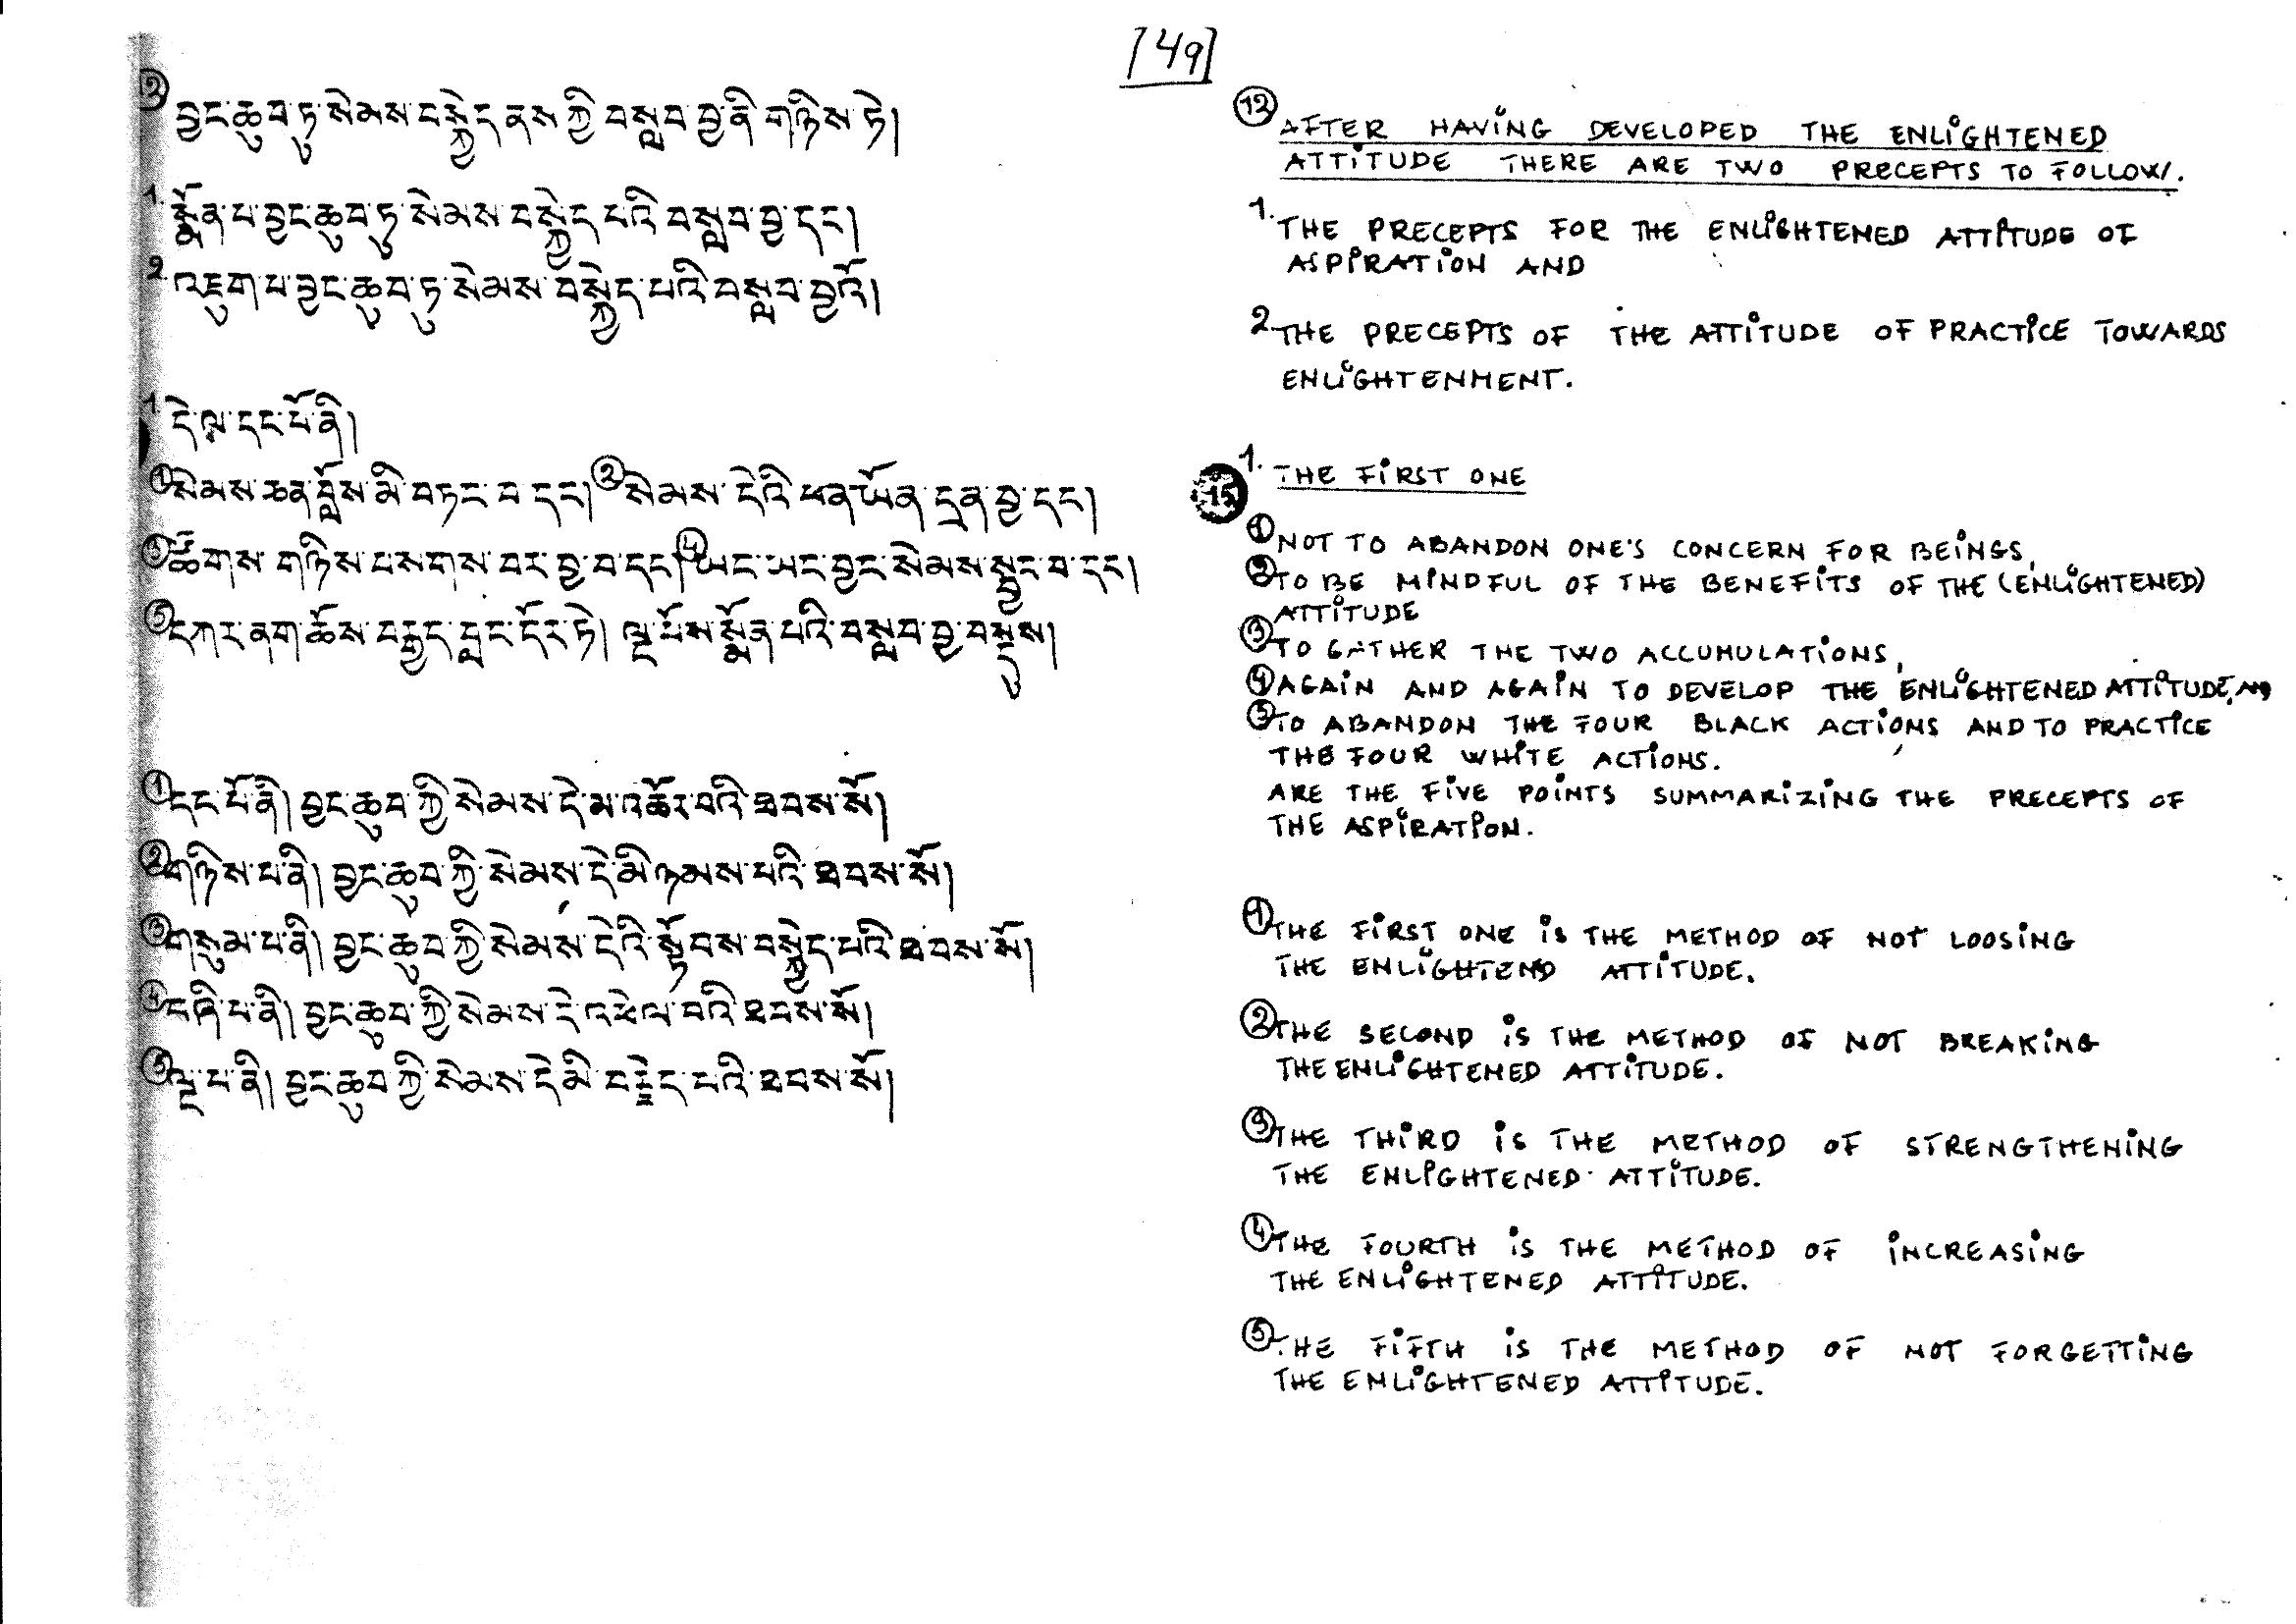 149
② བྱང་ཆུབ་ཏུ་སེམས་བསྐྱེད་ནས་ཀྱི་བསླབ་བྱ་ནི་གཉིས་ཏེ།
1. སྨོན་པ་བྱང་ཆུབ་ཏུ་སེམས་བསྐྱེད་པའི་བསླབ་བྱ་དང་།
2. འཇུག་པ་བྱང་ཆུབ་ཏུ་སེམས་བསྐྱེད་པའི་བསླབ་བྱའོ།
1 དེ་ལ་དང་པོ་ནི།
① སེམས་ཅན་བློས་མི་བཏང་བ་དང་། ② སེམས་དེའི་ཕན་ཡོན་དྲན་བྱ་དང་།
③ ཚོགས་གཉིས་བསགས་བར་བྱ་བ་དང་། ④ ཡང་ཡང་བྱང་སེམས་སྦྱང་བ་དང་།
⑤ དཀར་ནག་ཆོས་བརྒྱད་བླང་དོར་ཏེ། ལྔ་པོས་སྨོན་པའི་བསླབ་བྱ་བསྡུས།
① དང་པོ་ནི། བྱང་ཆུབ་ཀྱི་སེམས་དེ་མ་འཆོར་བའི་ཐབས་སོ།
② གཉིས་པ་ནི། བྱང་ཆུབ་ཀྱི་སེམས་དེ་མི་ཉམས་པའི་ཐབས་སོ།
③ གསུམ་པ་ནི། བྱང་ཆུབ་ཀྱི་སེམས་དེའི་སྟོབས་བསྐྱེད་པའི་ཐབས་སོ།
④ བཞི་པ་ནི། བྱང་ཆུབ་ཀྱི་སེམས་དེ་འཕེལ་བའི་ཐབས་སོ།
⑤ ལྔ་པ་ནི། བྱང་ཆུབ་ཀྱི་སེམས་དེ་མི་བརྗེད་པའི་ཐབས་སོ།
⑫ AFTER HAVING DEVELOPED THE ENLIGHTENED
ATTITUDE THERE ARE TWO PRECEPTS TO FOLLOW.
1. THE PRECEPTS FOR THE ENLIGHTENED ATTITUDE OF
ASPIRATION AND
2. THE PRECEPTS OF THE ATTITUDE OF PRACTICE TOWARDS
ENLIGHTENMENT.
15 1. THE FIRST ONE
① NOT TO ABANDON ONE'S CONCERN FOR BEINGS,
② TO BE MINDFUL OF THE BENEFITS OF THE (ENLIGHTENED)
ATTITUDE
③ TO GATHER THE TWO ACCUMULATIONS,
④ AGAIN AND AGAIN TO DEVELOP THE ENLIGHTENED ATTITUDE, AND
⑤ TO ABANDON THE FOUR BLACK ACTIONS AND TO PRACTICE
THE FOUR WHITE ACTIONS.
ARE THE FIVE POINTS SUMMARIZING THE PRECEPTS OF
THE ASPIRATION.
① THE FIRST ONE IS THE METHOD OF NOT LOOSING
THE ENLIGHTEND ATTITUDE.
② THE SECOND IS THE METHOD OF NOT BREAKING
THE ENLIGHTENED ATTITUDE.
③ THE THIRD IS THE METHOD OF STRENGTHENING
THE ENLIGHTENED ATTITUDE.
④ THE FOURTH IS THE METHOD OF INCREASING
THE ENLIGHTENED ATTITUDE.
⑤ THE FIFTH IS THE METHOD OF NOT FORGETTING
THE ENLIGHTENED ATTITUDE.